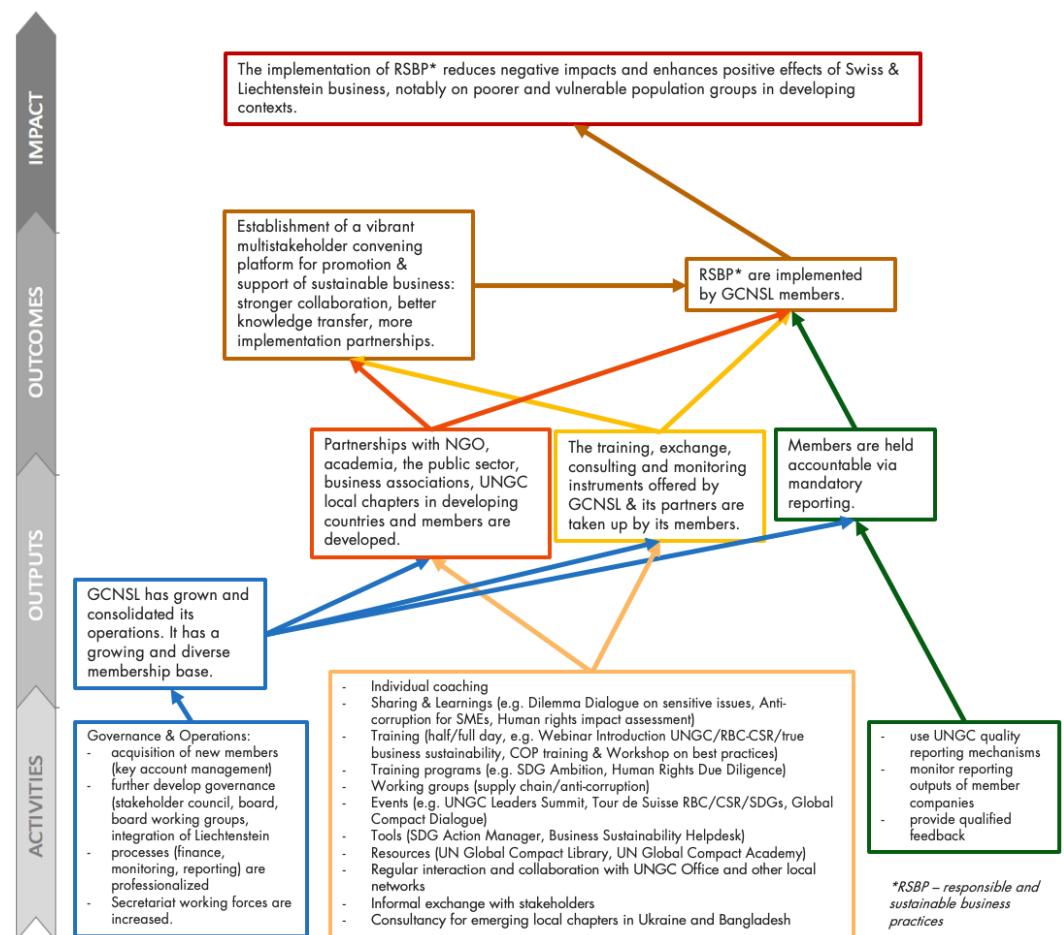 IMPACT
The implementation of RSBP* reduces negative impacts and enhances positive effects of Swiss &
Liechtenstein business, notably on poorer and vulnerable population groups in developing
contexts.
OUTCOMES
Establishment of a vibrant
multistakeholder convening
platform for promotion &
support of sustainable business:
stronger collaboration, better
knowledge transfer, more
implementation partnerships.
RSBP* are implemented
by GCNSL members.
OUTPUTS
Partnerships with NGO,
academia, the public sector,
business associations, UNGC
local chapters in developing
countries and members are
developed.
The training, exchange,
consulting and monitoring
instruments offered by
GCNSL & its partners are
taken up by its members.
Members are held
accountable via
mandatory
reporting.
GCNSL has grown and
consolidated its
operations. It has a
growing and diverse
membership base.
ACTIVITIES
Governance & Operations:
- acquisition of new members
(key account management)
- further develop governance
(stakeholder council, board,
board working groups,
integration of Liechtenstein
- processes (finance,
monitoring, reporting) are
professionalized
- Secretariat working forces are
increased.
- Individual coaching
- Sharing & Learnings (e.g. Dilemma Dialogue on sensitive issues, Anti-
corruption for SMEs, Human rights impact assessment)
- Training (half/full day, e.g. Webinar Introduction UNGC/RBC-CSR/true
business sustainability, COP training & Workshop on best practices)
- Training programs (e.g. SDG Ambition, Human Rights Due Diligence)
- Working groups (supply chain/anti-corruption)
- Events (e.g. UNGC Leaders Summit, Tour de Suisse RBC/CSR/SDGs, Global
Compact Dialogue)
- Tools (SDG Action Manager, Business Sustainability Helpdesk)
- Resources (UN Global Compact Library, UN Global Compact Academy)
- Regular interaction and collaboration with UNGC Office and other local
networks
- Informal exchange with stakeholders
- Consultancy for emerging local chapters in Ukraine and Bangladesh
- use UNGC quality
reporting mechanisms
- monitor reporting
outputs of member
companies
- provide qualified
feedback
*RSBP – responsible and
sustainable business
practices